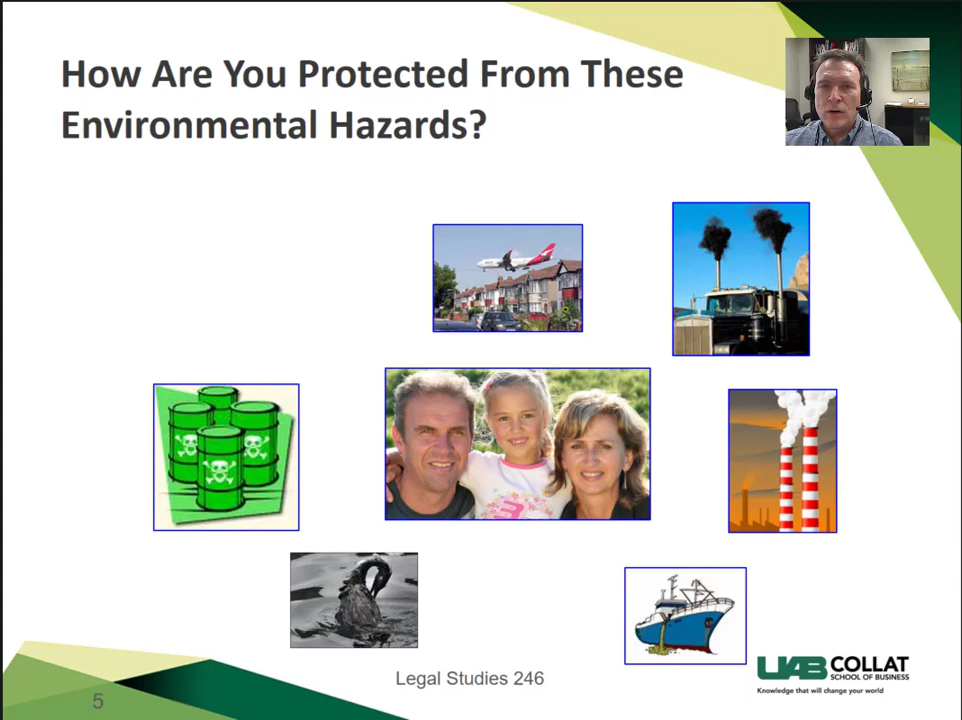 How Are You Protected From These
Environmental Hazards?
Legal Studies 246
UAB COLLAT
SCHOOL OF BUSINESS
Knowledge that will change your world
5